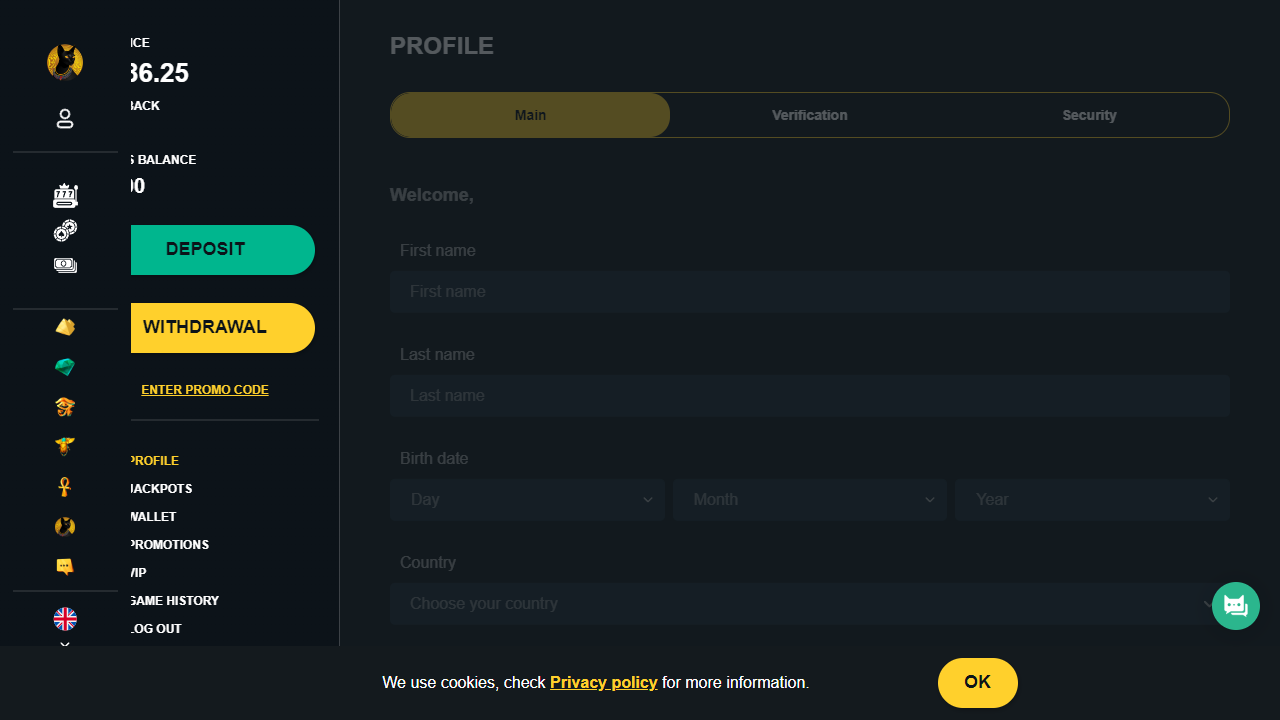 36.25
BALANCE
00
DEPOSIT
WITHDRAWAL
ENTER PROMO CODE
PROFILE
JACKPOTS
WALLET
PROMOTIONS
VIP
GAME HISTORY
LOG OUT
PROFILE
Main Verification Security
Welcome,
First name
First name
Last name
Last name
Birth date
Day Month Year
Country
Choose your country
We use cookies, check Privacy policy for more information. OK